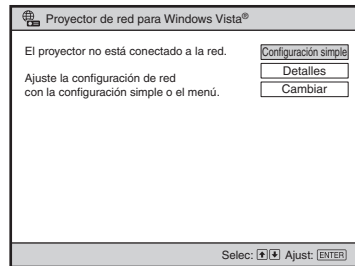 Proyector de red para Windows Vista®
El proyector no está conectado a la red.
Ajuste la configuración de red
con la configuración simple o el menú.
Configuración simple
Detalles
Cambiar
Selec: ↑ ↓ Ajust: ENTER